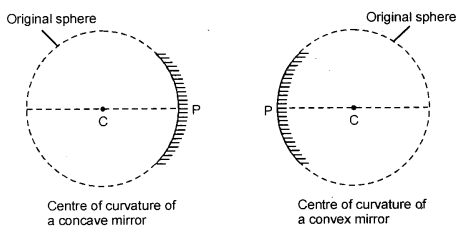 Original sphere
P
C
Centre of curvature of
a concave mirror
Original sphere
P
C
Centre of curvature of
a convex mirror